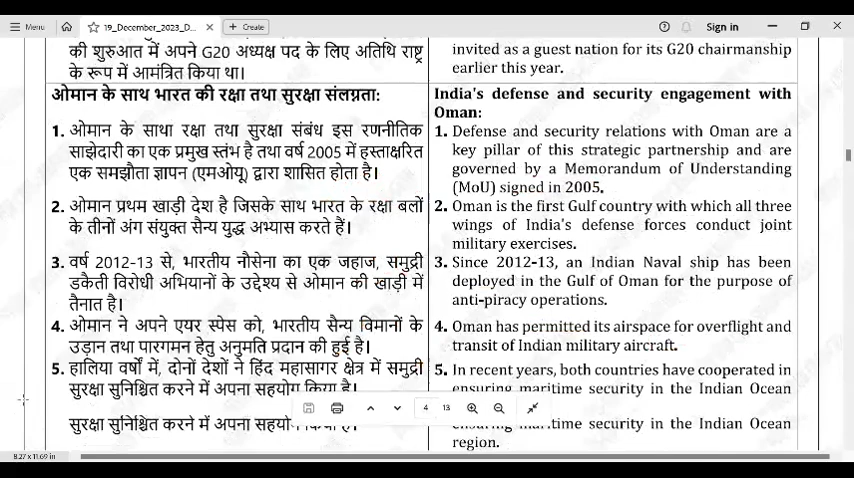 Menu
19_December_2023_D...
Create
Sign in
की शुरुआत में अपने G20 अध्यक्ष पद के लिए अतिथि राष्ट्र
के रूप में आमंत्रित किया था।
ओमान के साथ भारत की रक्षा तथा सुरक्षा संलग्नता:
1. ओमान के साथा रक्षा तथा सुरक्षा संबंध इस रणनीतिक
साझेदारी का एक प्रमुख स्तंभ है तथा वर्ष 2005 में हस्ताक्षरित
एक समझौता ज्ञापन (एमओयू) द्वारा शासित होता है।
2. ओमान प्रथम खाड़ी देश है जिसके साथ भारत के रक्षा बलों
के तीनों अंग संयुक्त सैन्य युद्ध अभ्यास करते हैं।
3. वर्ष 2012-13 से, भारतीय नौसेना का एक जहाज, समुद्री
डकैती विरोधी अभियानों के उद्देश्य से ओमान की खाड़ी में
तैनात है।
4. ओमान ने अपने एयर स्पेस को, भारतीय सैन्य विमानों के
उड़ान तथा पारगमन हेतु अनुमति प्रदान की हुई है।
5. हालिया वर्षों में, दोनों देशों ने हिंद महासागर क्षेत्र में समुद्री
सुरक्षा सुनिश्चित करने में अपना सहयोग किया है।
सुरक्षा सुनिश्चित करने में अपना
invited as a guest nation for its G20 chairmanship
earlier this year.
India's defense and security engagement with
Oman:
1. Defense and security relations with Oman are a
key pillar of this strategic partnership and are
governed by a Memorandum of Understanding
(MoU) signed in 2005.
2. Oman is the first Gulf country with which all three
wings of India's defense forces conduct joint
military exercises.
3. Since 2012-13, an Indian Naval ship has been
deployed in the Gulf of Oman for the purpose of
anti-piracy operations.
4. Oman has permitted its airspace for overflight and
transit of Indian military aircraft.
5. In recent years, both countries have cooperated in
ensuring maritime security in the Indian Ocean
security in the Indian Ocean
region.
4 13
8.27 x 11.69 in